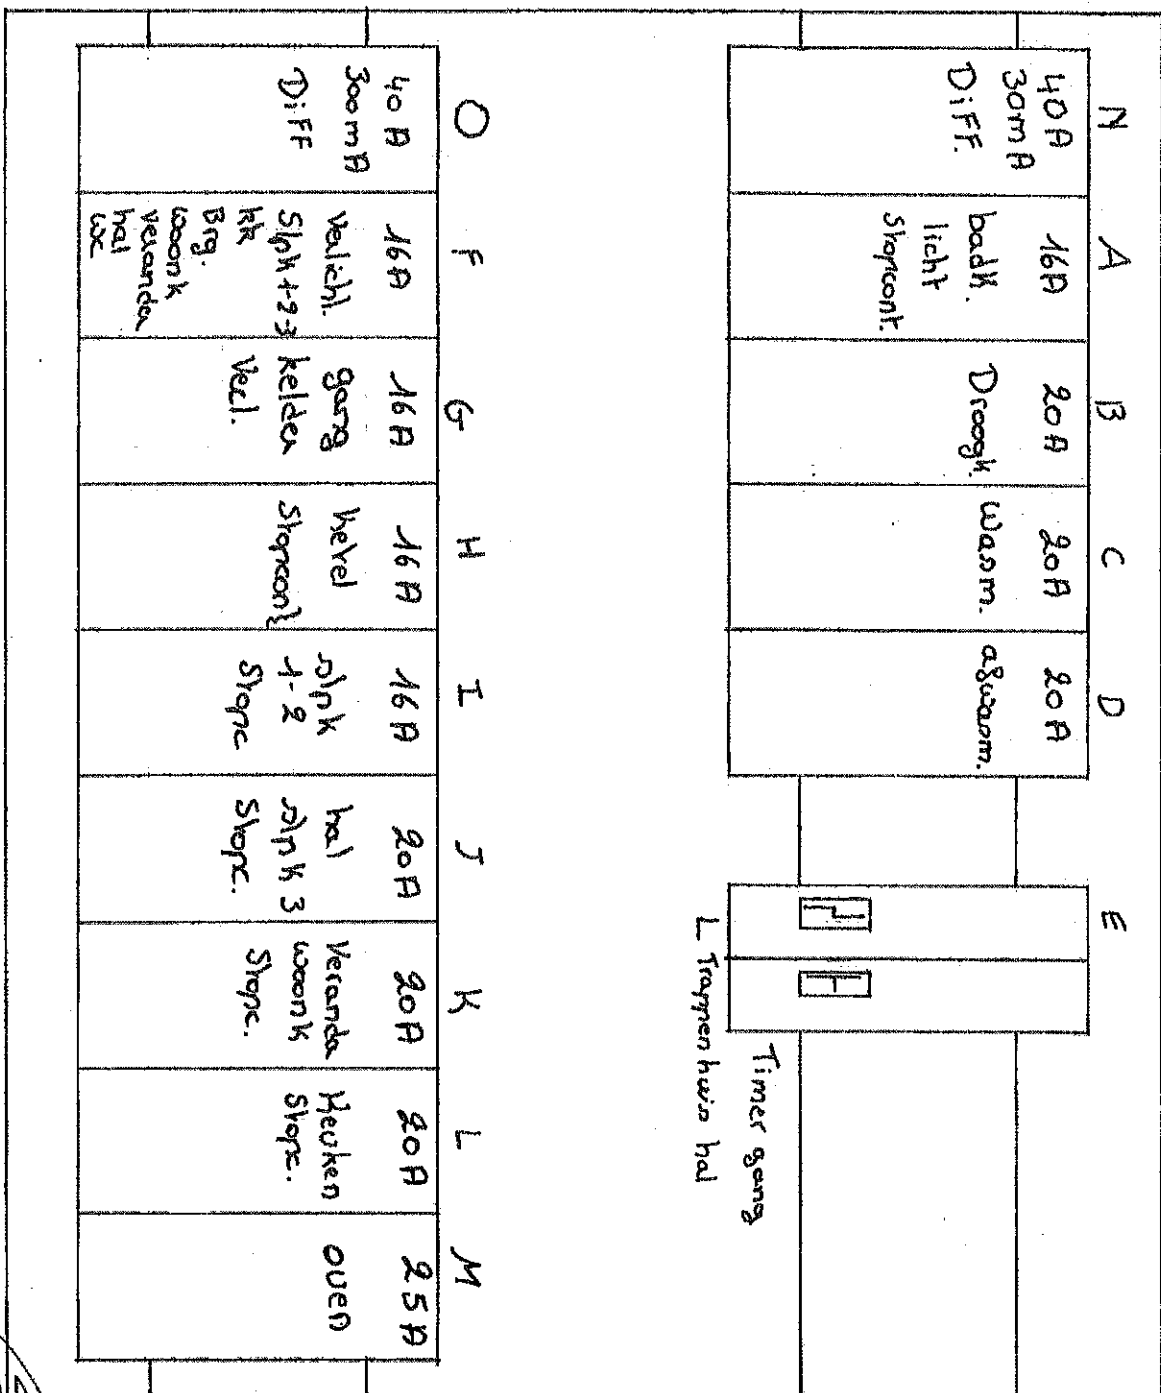 N
40A
30mA
DiFF.
A
16A
badk.
licht
stopcont.
B
20A
Droogk.
C
20A
wasm.
D
20A
afwasm.
E
Timer gang
L Trappenhuis hal
O
40A
300mA
DiFF
F
16A
Verlicht.
Slpk 1-2-3
kk
Brg.
woonk
veranda
hal
wc
G
16A
gang
kelder
Verl.
H
16A
ketel
Stopcont
I
16A
slpk
1-2
Stopc
J
20A
hal
slpk 3
Stopc.
K
20A
Veranda
woonk
Stopc.
L
20A
Keuken
Stopc.
M
25A
oven